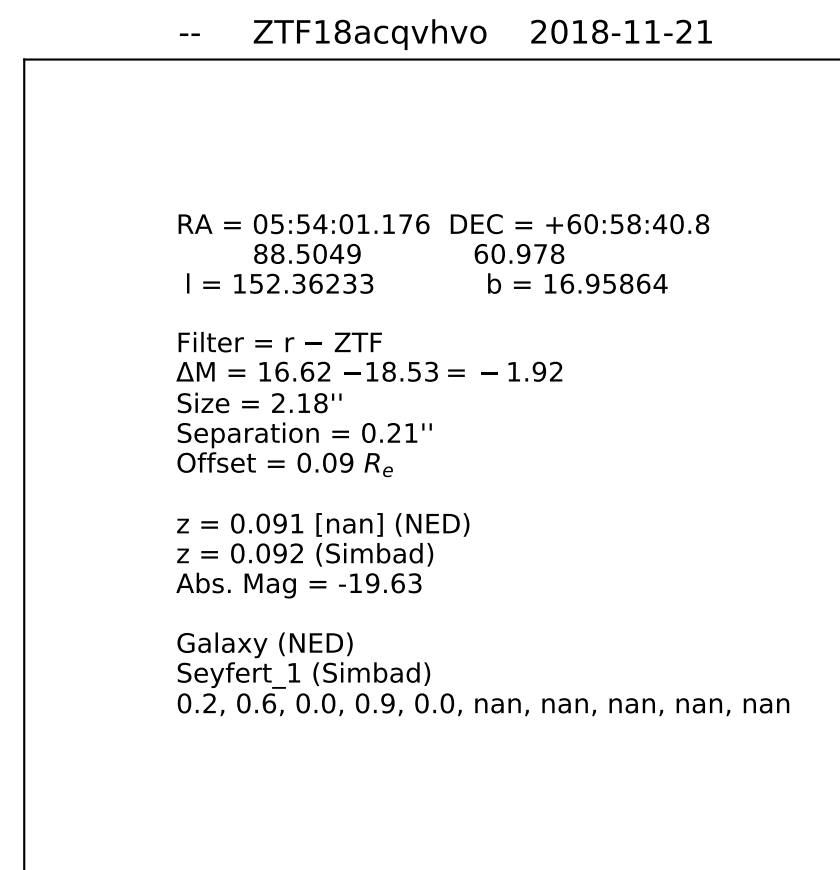 -- ZTF18acqvhvo 2018-11-21
RA = 05:54:01.176 DEC = +60:58:40.8
88.5049 60.978
l = 152.36233 b = 16.95864
Filter = r − ZTF
ΔM = 16.62 −18.53 = − 1.92
Size = 2.18''
Separation = 0.21''
Offset = 0.09 Re
z = 0.091 [nan] (NED)
z = 0.092 (Simbad)
Abs. Mag = -19.63
Galaxy (NED)
Seyfert_1 (Simbad)
0.2, 0.6, 0.0, 0.9, 0.0, nan, nan, nan, nan, nan